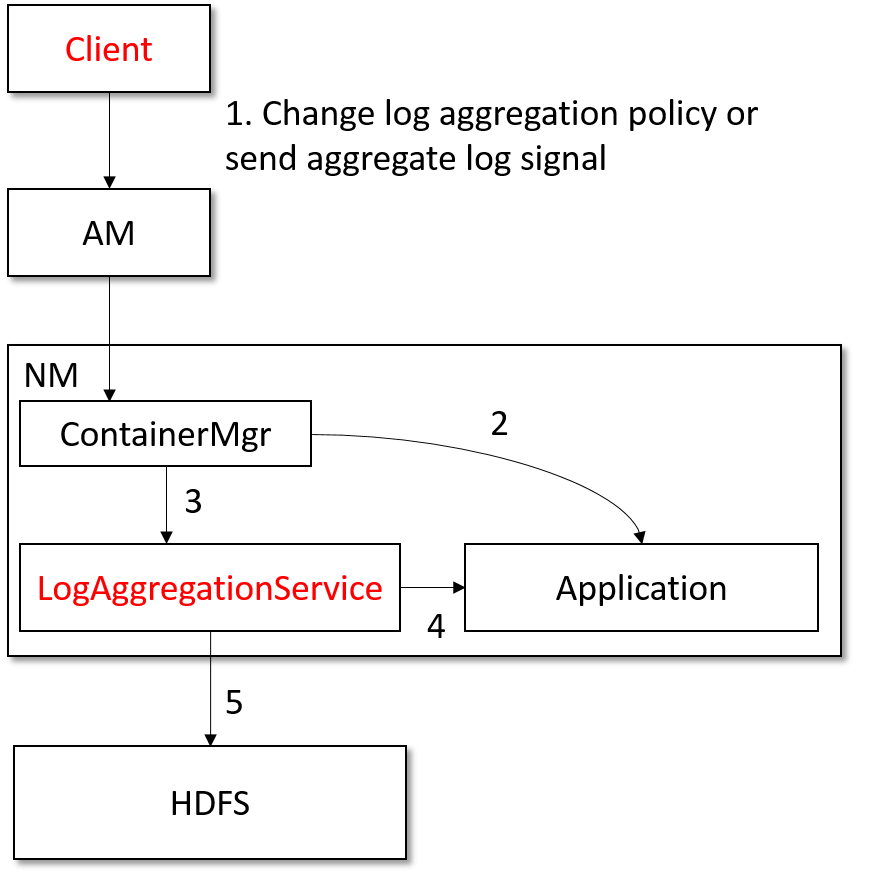 Client
1. Change log aggregation policy or
send aggregate log signal
AM
NM
ContainerMgr
2
3
LogAggregationService
Application
4
5
HDFS